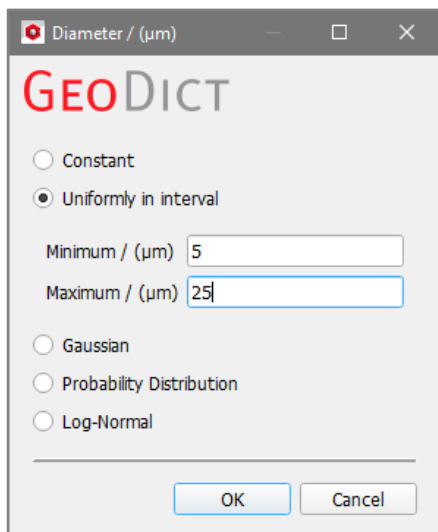 Diameter / (µm)
GEODICT
Constant
Uniformly in interval
Minimum / (µm) 5
Maximum / (µm) 25
Gaussian
Probability Distribution
Log-Normal
OK Cancel